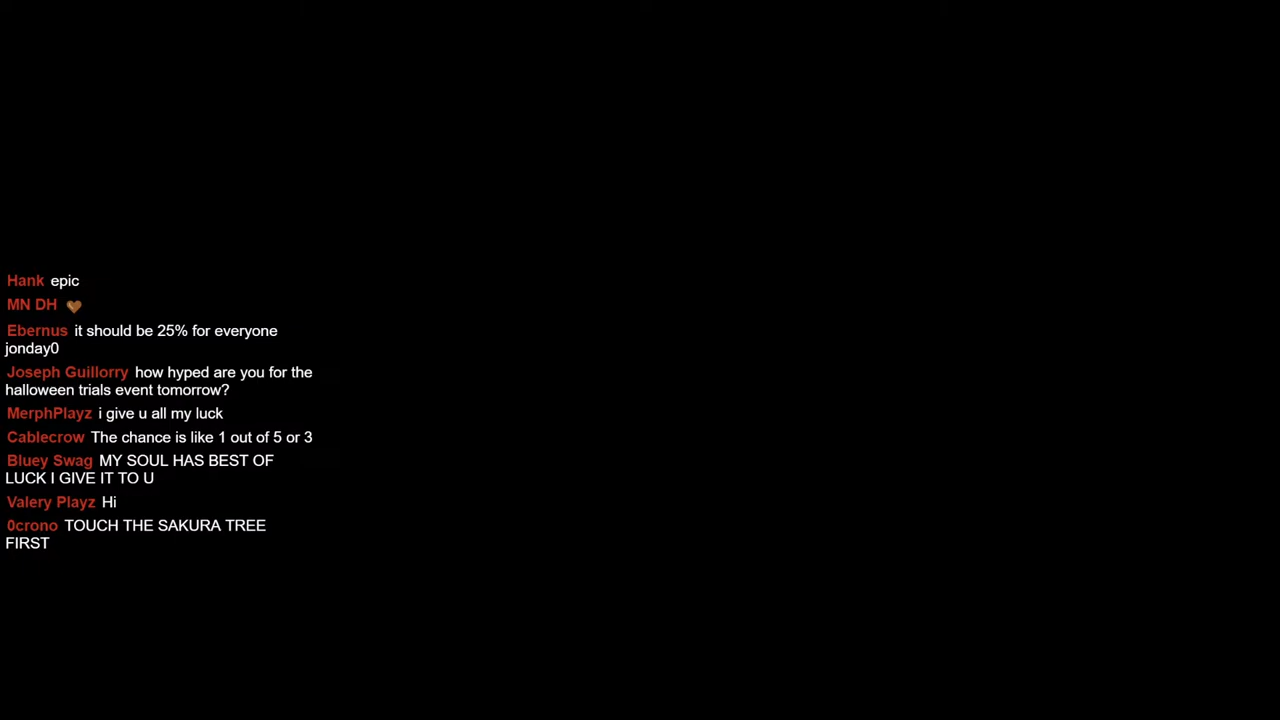 Hank epic
MN DH
Ebernus it should be 25% for everyone
jonday0
Joseph Guillorry how hyped are you for the
halloween trials event tomorrow?
MerphPlayz i give u all my luck
Cablecrow The chance is like 1 out of 5 or 3
Bluey Swag MY SOUL HAS BEST OF
LUCK I GIVE IT TO U
Valery Playz Hi
0crono TOUCH THE SAKURA TREE
FIRST